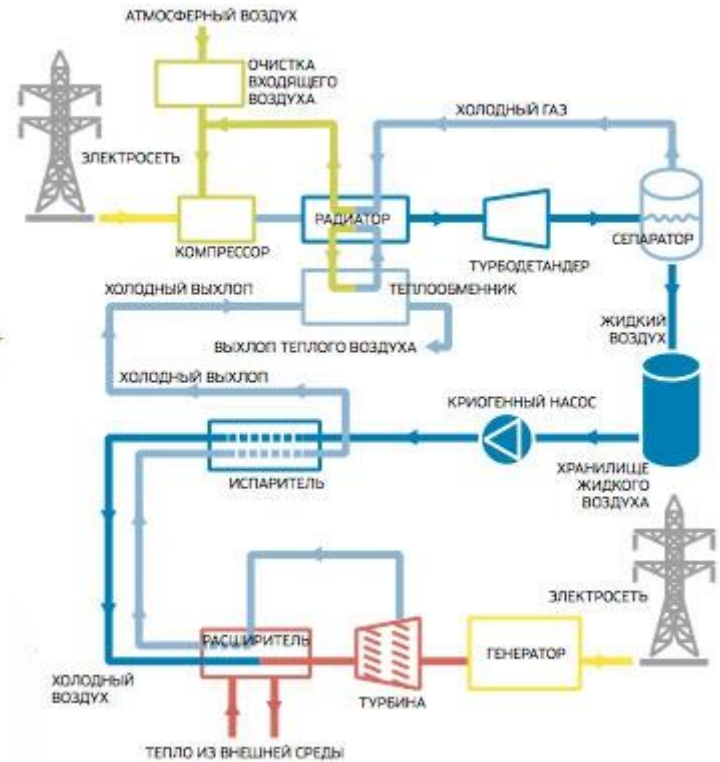 АТМОСФЕРНЫЙ ВОЗДУХ
ОЧИСТКА
ВХОДЯЩЕГО
ВОЗДУХА
ХОЛОДНЫЙ ГАЗ
ЭЛЕКТРОСЕТЬ
КОМПРЕССОР
РАДИАТОР
ТУРБОДЕТАНДЕР
СЕПАРАТОР
ХОЛОДНЫЙ ВЫХЛОП
ТЕПЛООБМЕННИК
ВЫХЛОП ТЕПЛОГО ВОЗДУХА
ЖИДКИЙ
ВОЗДУХ
ХОЛОДНЫЙ ВЫХЛОП
КРИОГЕННЫЙ НАСОС
ИСПАРИТЕЛЬ
ХРАНИЛИЩЕ
ЖИДКОГО
ВОЗДУХА
ЭЛЕКТРОСЕТЬ
РАСШИРИТЕЛЬ
ГЕНЕРАТОР
ХОЛОДНЫЙ
ВОЗДУХ
ТУРБИНА
ТЕПЛО ИЗ ВНЕШНЕЙ СРЕДЫ